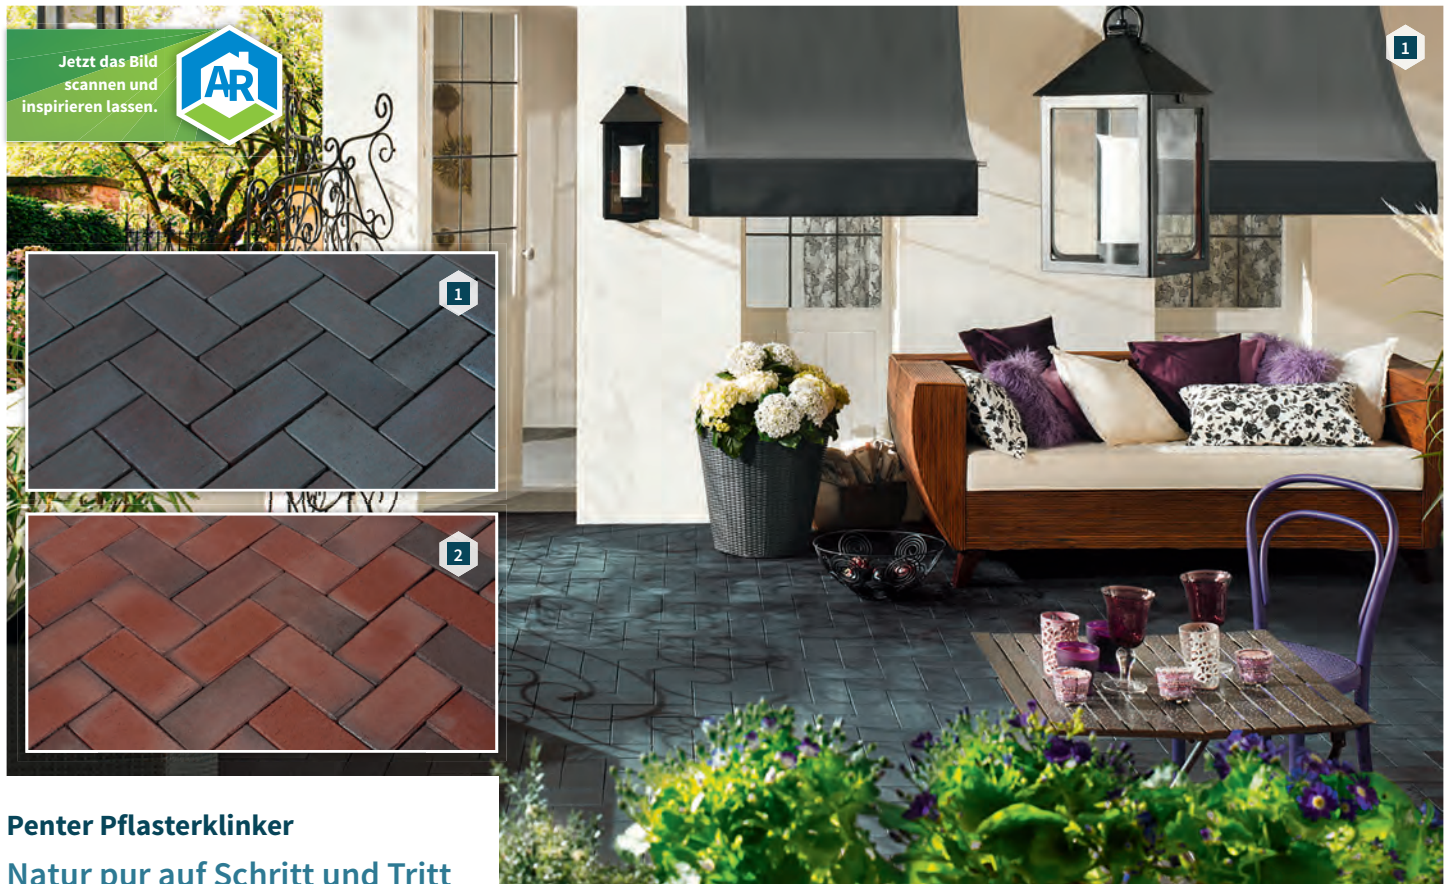 Jetzt das Bild
scannen und
inspirieren lassen.
AR
1
1
2
Penter Pflasterklinker
Natur pur auf Schritt und Tritt